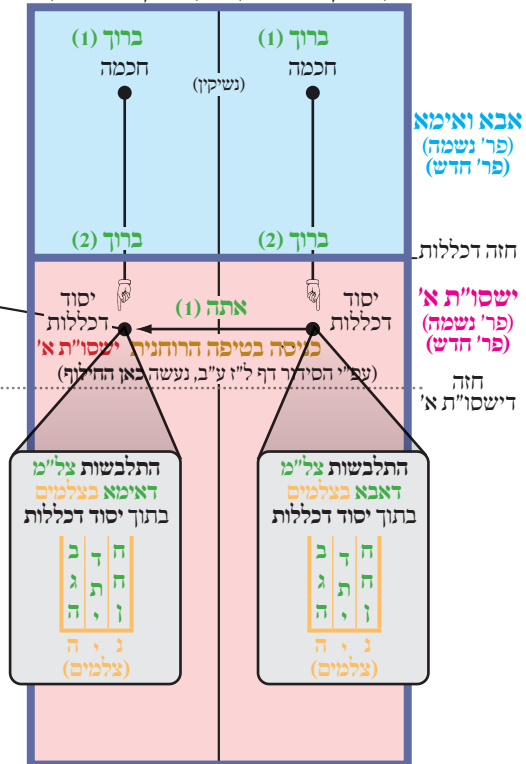 ברוך (1) ברוך (1)
חכמה חכמה
(נשיקין)
אבא ואימא
(פר' נשמה)
(פר' חדש)
ברוך (2) ברוך (2)
חזה דכללות
ישסו"ת א'
(פר' נשמה)
(פר' חדש)
יסוד
דכללות
אתה (1)
יסוד
דכללות
כניסה בטיפה הרוחנית ישסו"ת א'
(עפ"י הסידור דף ל"ז ע"ב, נעשה כאן החילוף)
חזה
דישסו"ת א'
התלבשות צל"מ
דאבא בצלמים
בתוך יסוד דכללות
ח ד ב
ח ת ג
ן י ה
נ י ה
(צלמים)
התלבשות צל"מ
דאימא בצלמים
בתוך יסוד דכללות
ח ד ב
ח ת ג
ן י ה
נ י ה
(צלמים)